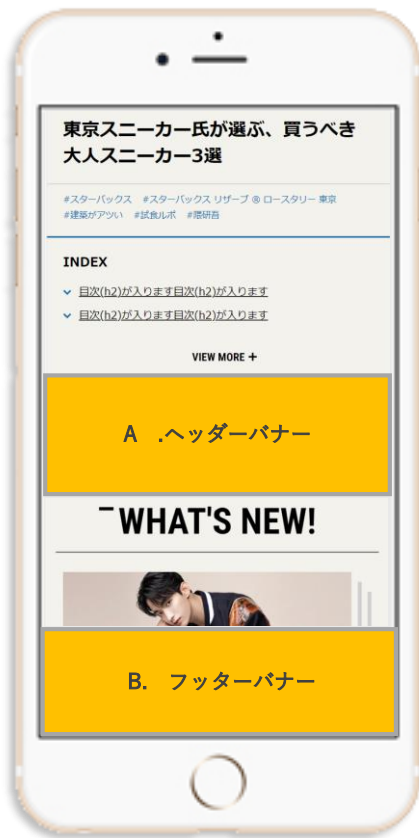 東京スニーカー氏が選ぶ、買うべき
大人スニーカー3選
#スターバックス #スターバックス リザーブ ® ロースタリー 東京
#建築がアツい #試食ルポ #隈研吾
INDEX
目次(h2)が入ります目次(h2)が入ります
目次(h2)が入ります目次(h2)が入ります
VIEW MORE +
A .ヘッダーバナー
WHAT'S NEW!
B. フッターバナー